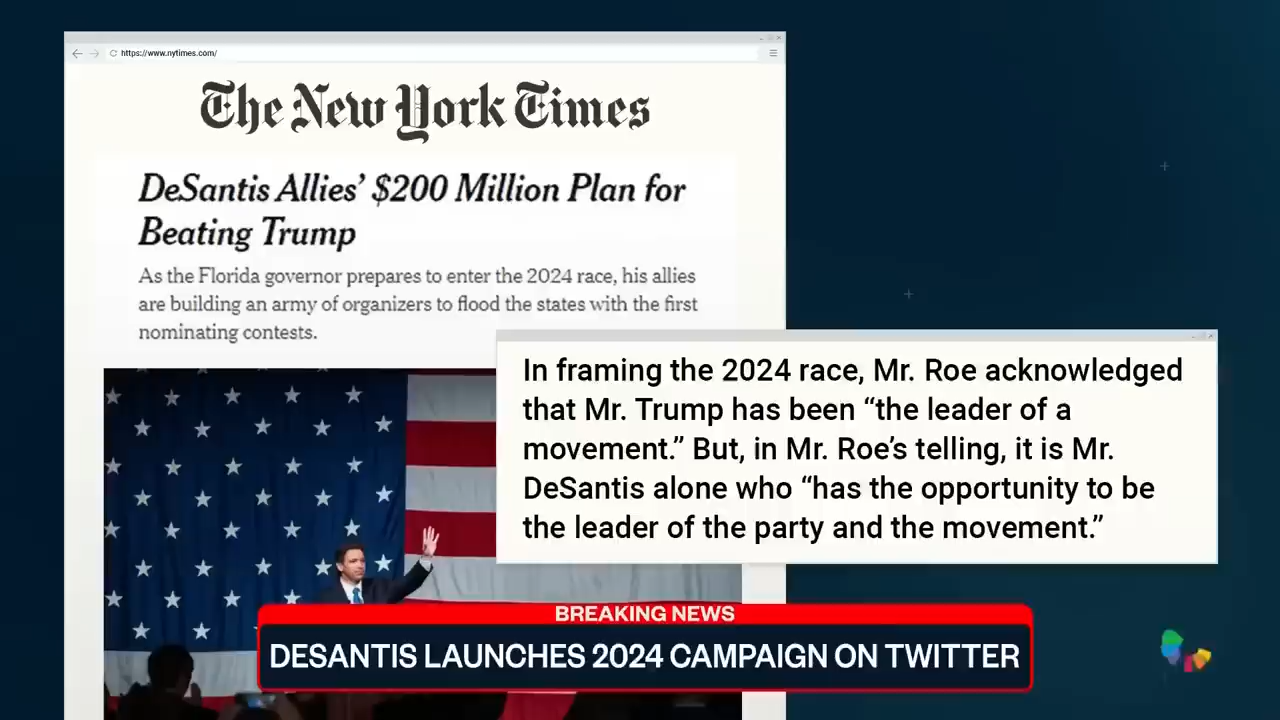 https://www.nytimes.com/
The New York Times
DeSantis Allies’ $200 Million Plan for
Beating Trump
As the Florida governor prepares to enter the 2024 race, his allies
are building an army of organizers to flood the states with the first
nominating contests.
In framing the 2024 race, Mr. Roe acknowledged
that Mr. Trump has been “the leader of a
movement.” But, in Mr. Roe’s telling, it is Mr.
DeSantis alone who “has the opportunity to be
the leader of the party and the movement.”
BREAKING NEWS
DESANTIS LAUNCHES 2024 CAMPAIGN ON TWITTER